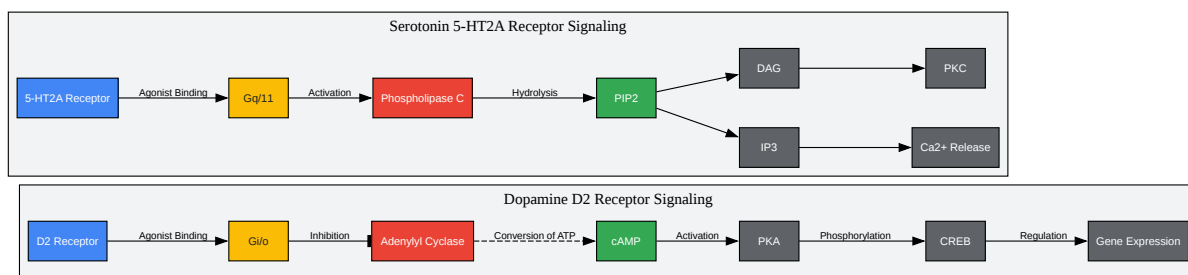 Serotonin 5-HT2A Receptor Signaling
DAG
PKC
5-HT2A Receptor
Agonist Binding
Gq/11
Activation
Phospholipase C
Hydrolysis
PIP2
IP3
Ca2+ Release
Dopamine D2 Receptor Signaling
D2 Receptor
Agonist Binding
Gi/o
Inhibition
Adenylyl Cyclase
Conversion of ATP
cAMP
Activation
PKA
Phosphorylation
CREB
Regulation
Gene Expression